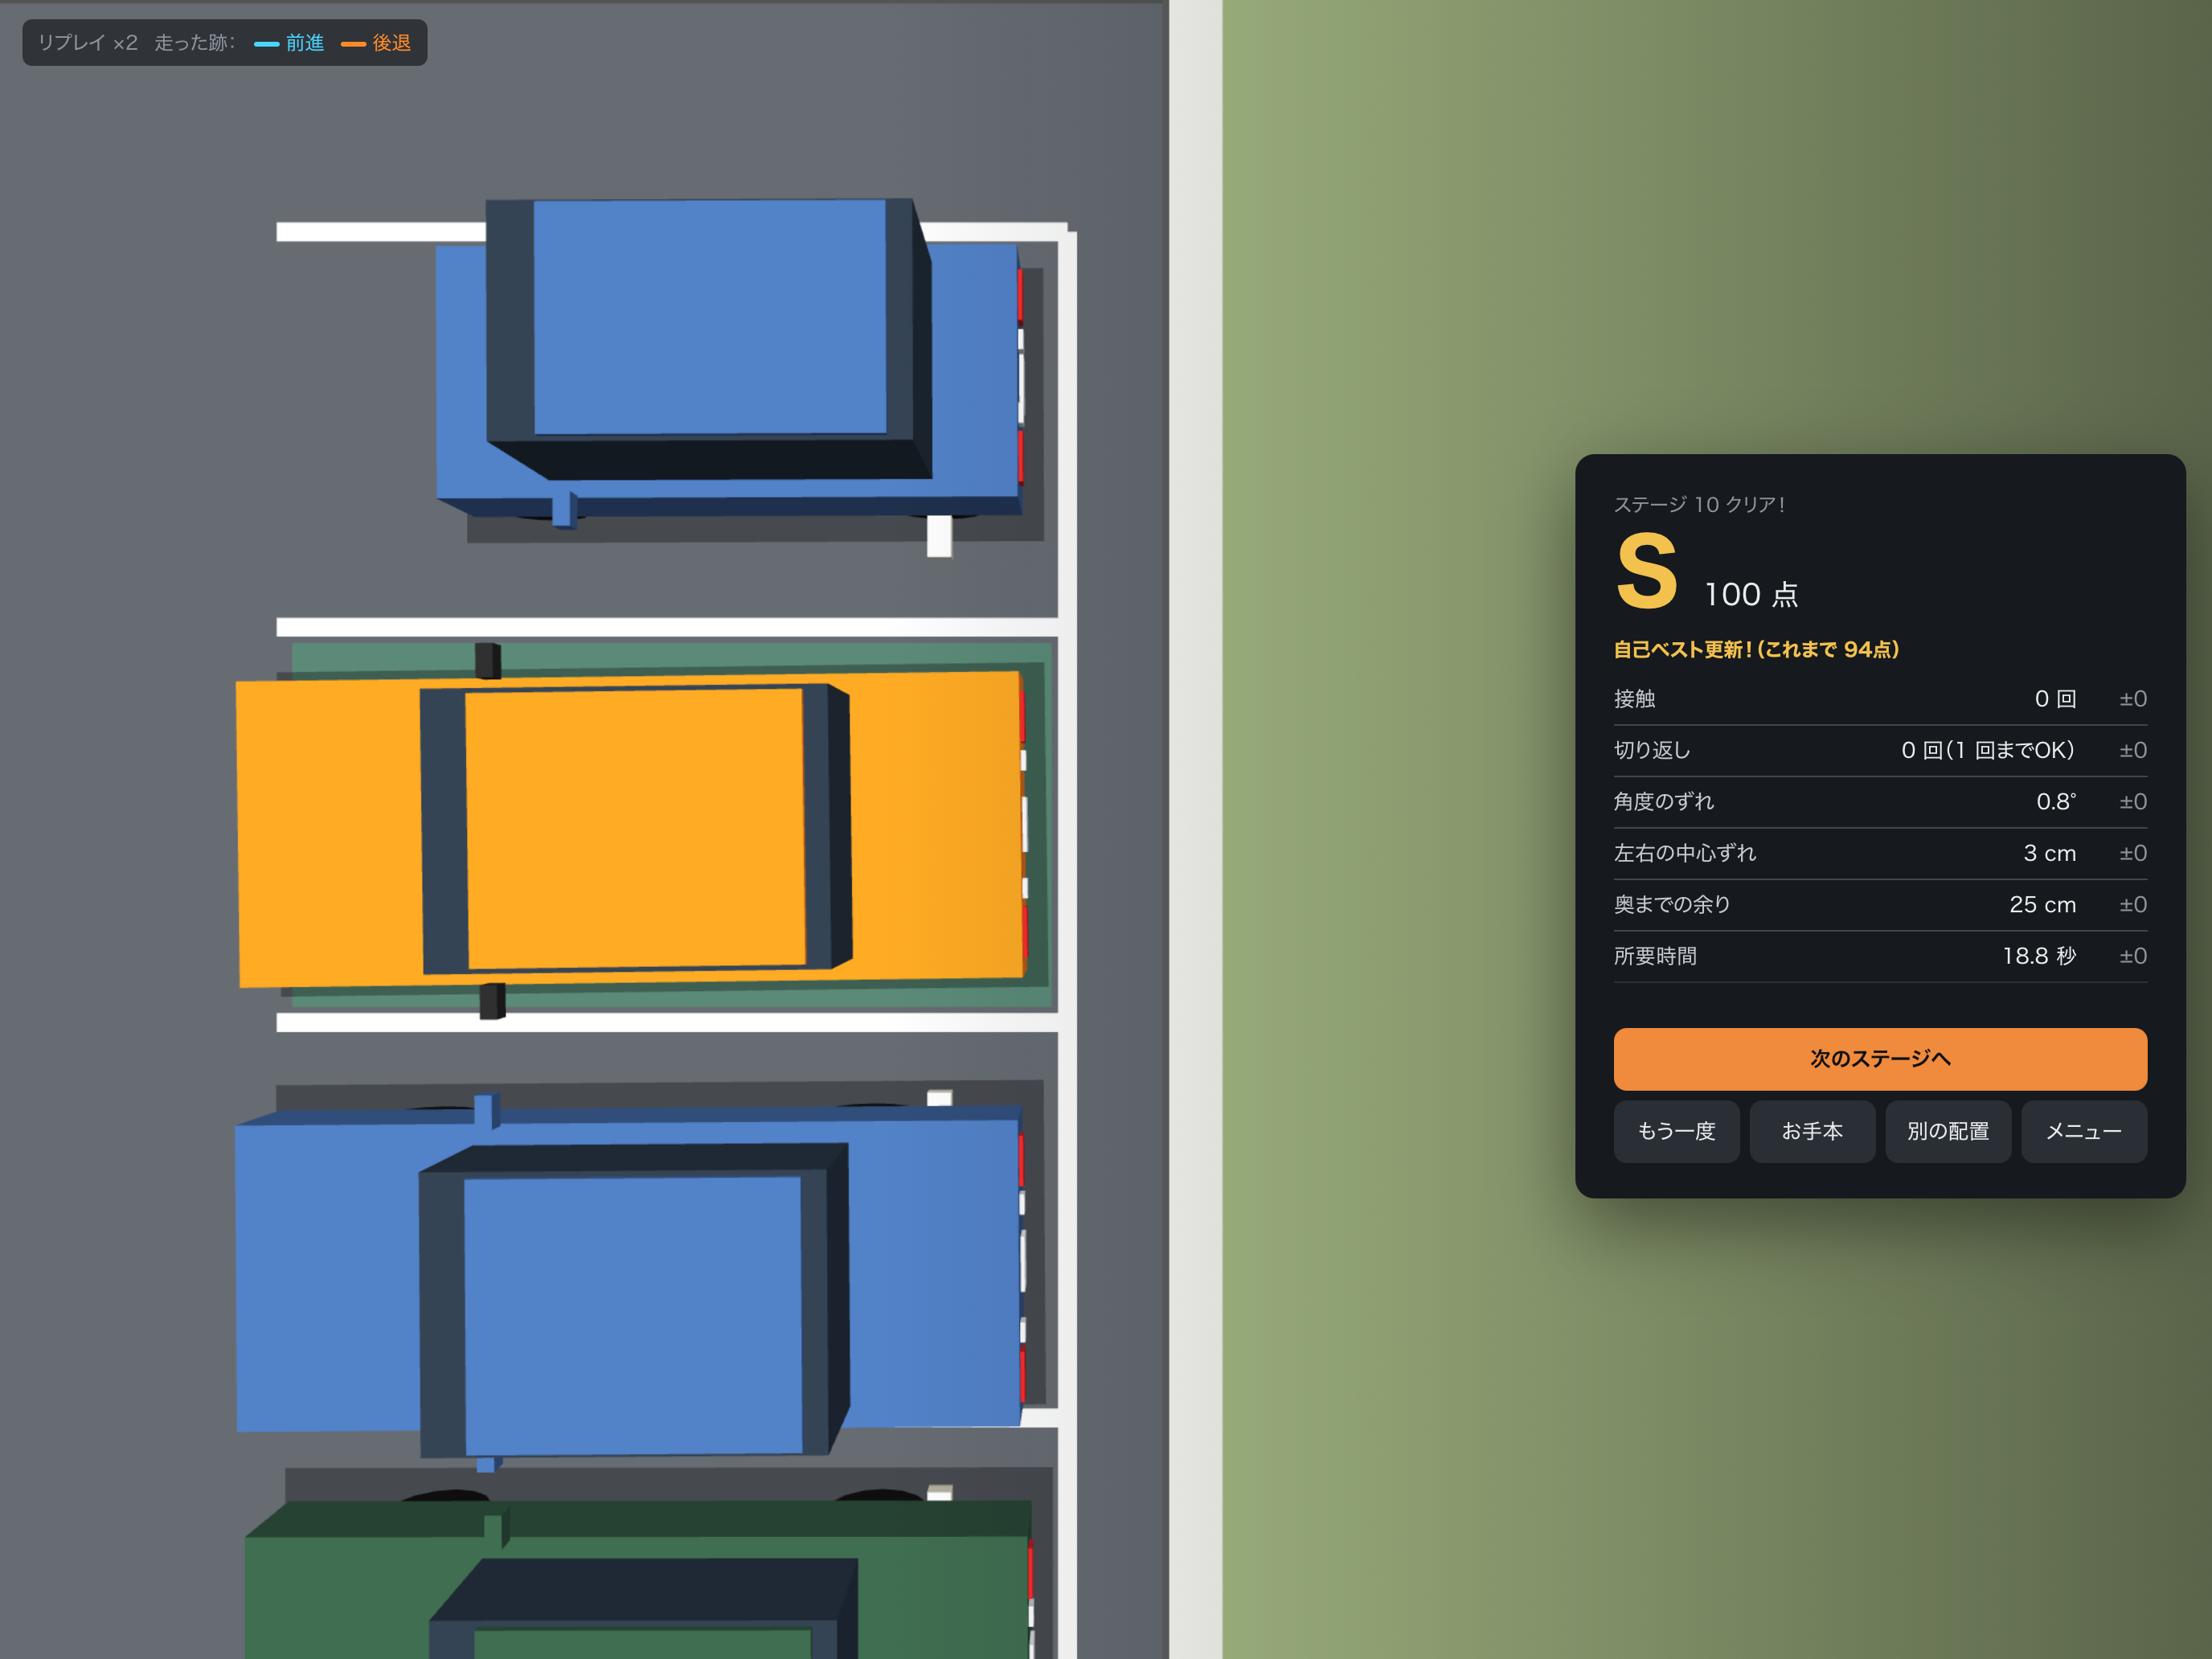 リプレイ ×2 走った跡: 前進 後退
ステージ 10 クリア!
S 100 点
自己ベスト更新!(これまで 94点)
接触 0 回 ±0
切り返し 0 回(1 回までOK) ±0
角度のずれ 0.8° ±0
左右の中心ずれ 3 cm ±0
奥までの余り 25 cm ±0
所要時間 18.8 秒 ±0
次のステージへ
もう一度 お手本 別の配置 メニュー